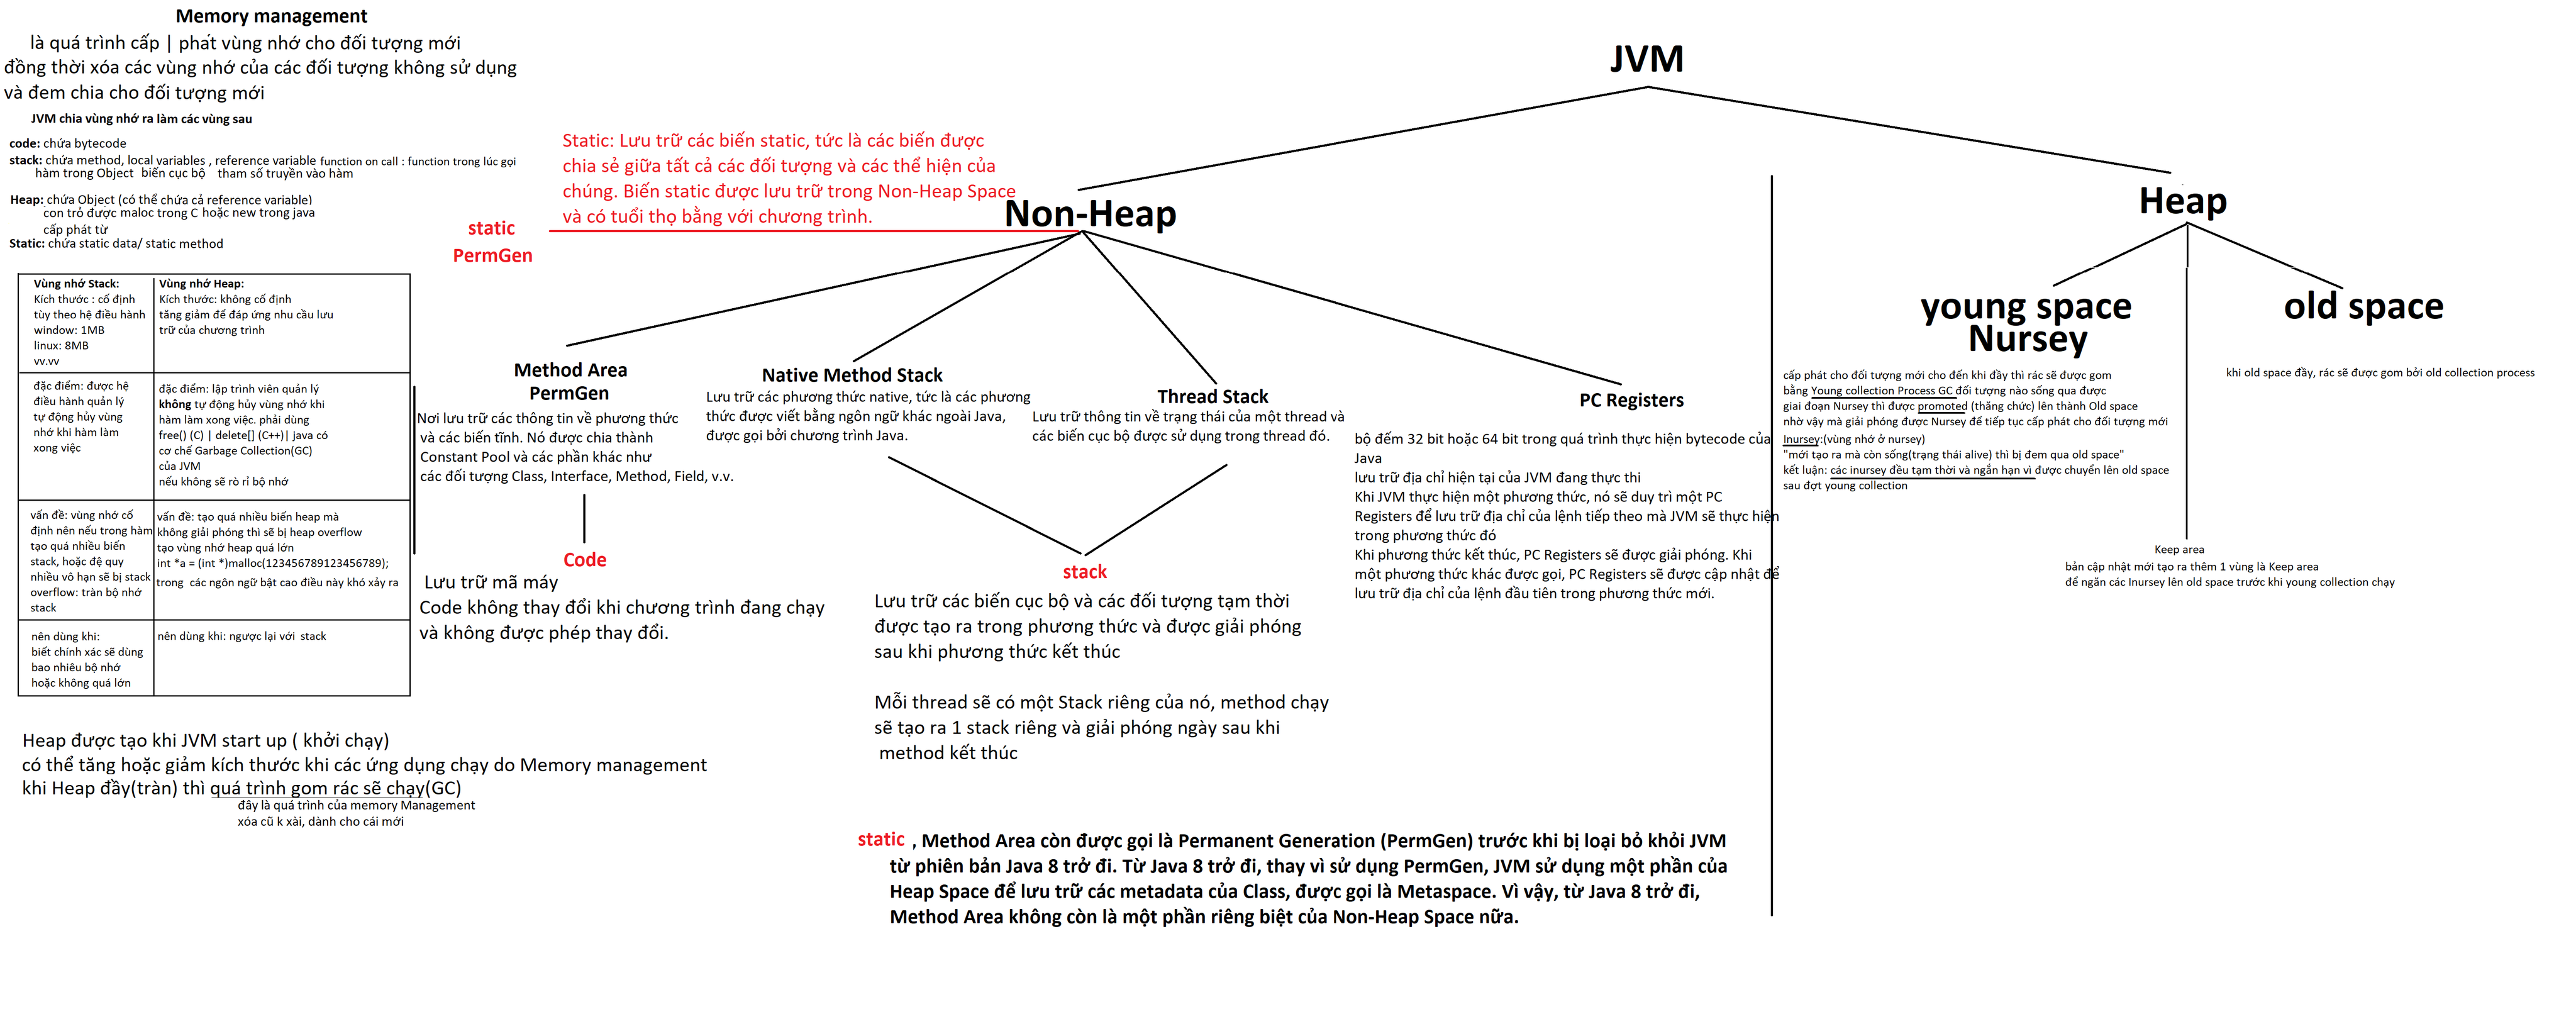 Memory management
là quá trình cấp | phát vùng nhớ cho đối tượng mới
đồng thời xóa các vùng nhớ của các đối tượng không sử dụng
và đem chia cho đối tượng mới
JVM chia vùng nhớ ra làm các vùng sau
code: chứa bytecode
stack: chứa method, local variables , reference variable function on call : function trong lúc gọi
hàm trong Object biến cục bộ tham số truyền vào hàm
Heap: chứa Object (có thể chứa cả reference variable)
con trỏ được maloc trong C hoặc new trong java
cấp phát từ
Static: chứa static data/ static method
Vùng nhớ Stack:
Kích thước : cố định
tùy theo hệ điều hành
window: 1MB
linux: 8MB
vv.vv
Vùng nhớ Heap:
Kích thước: không cố định
tăng giảm để đáp ứng nhu cầu lưu
trữ của chương trình
đặc điểm: được hệ
điều hành quản lý
tự động hủy vùng
nhớ khi hàm làm
xong việc
đặc điểm: lập trình viên quản lý
không tự động hủy vùng nhớ khi
hàm làm xong việc. phải dùng
free() (C) | delete[] (C++)| java có
cơ chế Garbage Collection(GC)
của JVM
nếu không sẽ rò rỉ bộ nhớ
vấn đề: vùng nhớ cố
định nên nếu trong hàm
tạo quá nhiều biến
stack, hoặc đệ quy
nhiều vô hạn sẽ bị stack
overflow: tràn bộ nhớ
stack
vấn đề: tạo quá nhiều biến heap mà
không giải phóng thì sẽ bị heap overflow
tạo vùng nhớ heap quá lớn
int *a = (int *)malloc(123456789123456789);
trong các ngôn ngữ bật cao điều này khó xảy ra
nên dùng khi:
biết chính xác sẽ dùng
bao nhiêu bộ nhớ
hoặc không quá lớn
nên dùng khi: ngược lại với stack
Heap được tạo khi JVM start up ( khởi chạy)
có thể tăng hoặc giảm kích thước khi các ứng dụng chạy do Memory management
khi Heap đầy(tràn) thì quá trình gom rác sẽ chạy(GC)
đây là quá trình của memory Management
xóa cũ k xài, dành cho cái mới
JVM
Static: Lưu trữ các biến static, tức là các biến được
chia sẻ giữa tất cả các đối tượng và các thể hiện của
chúng. Biến static được lưu trữ trong Non-Heap Space
và có tuổi thọ bằng với chương trình.
static
PermGen
Non-Heap
Method Area
PermGen
Nơi lưu trữ các thông tin về phương thức
và các biến tĩnh. Nó được chia thành
Constant Pool và các phần khác như
các đối tượng Class, Interface, Method, Field, v.v.
Code
Lưu trữ mã máy
Code không thay đổi khi chương trình đang chạy
và không được phép thay đổi.
Native Method Stack
Lưu trữ các phương thức native, tức là các phương
thức được viết bằng ngôn ngữ khác ngoài Java,
được gọi bởi chương trình Java.
Thread Stack
Lưu trữ thông tin về trạng thái của một thread và
các biến cục bộ được sử dụng trong thread đó.
stack
Lưu trữ các biến cục bộ và các đối tượng tạm thời
được tạo ra trong phương thức và được giải phóng
sau khi phương thức kết thúc
Mỗi thread sẽ có một Stack riêng của nó, method chạy
sẽ tạo ra 1 stack riêng và giải phóng ngày sau khi
method kết thúc
PC Registers
bộ đếm 32 bit hoặc 64 bit trong quá trình thực hiện bytecode của
Java
lưu trữ địa chỉ hiện tại của JVM đang thực thi
Khi JVM thực hiện một phương thức, nó sẽ duy trì một PC
Registers để lưu trữ địa chỉ của lệnh tiếp theo mà JVM sẽ thực hiện
trong phương thức đó
Khi phương thức kết thúc, PC Registers sẽ được giải phóng. Khi
một phương thức khác được gọi, PC Registers sẽ được cập nhật để
lưu trữ địa chỉ của lệnh đầu tiên trong phương thức mới.
static , Method Area còn được gọi là Permanent Generation (PermGen) trước khi bị loại bỏ khỏi JVM
từ phiên bản Java 8 trở đi. Từ Java 8 trở đi, thay vì sử dụng PermGen, JVM sử dụng một phần của
Heap Space để lưu trữ các metadata của Class, được gọi là Metaspace. Vì vậy, từ Java 8 trở đi,
Method Area không còn là một phần riêng biệt của Non-Heap Space nữa.
Heap
young space
Nursey
cấp phát cho đối tượng mới cho đến khi đầy thì rác sẽ được gom
bằng Young collection Process GC đối tượng nào sống qua được
giai đoạn Nursey thì được promoted (thăng chức) lên thành Old space
nhờ vậy mà giải phóng được Nursey để tiếp tục cấp phát cho đối tượng mới
Inursey:(vùng nhớ ở nursey)
"mới tạo ra mà còn sống(trạng thái alive) thì bị đem qua old space"
kết luận: các inursey đều tạm thời và ngắn hạn vì được chuyển lên old space
sau đợt young collection
old space
khi old space đầy, rác sẽ được gom bởi old collection process
Keep area
bản cập nhật mới tạo ra thêm 1 vùng là Keep area
để ngăn các Inursey lên old space trước khi young collection chạy